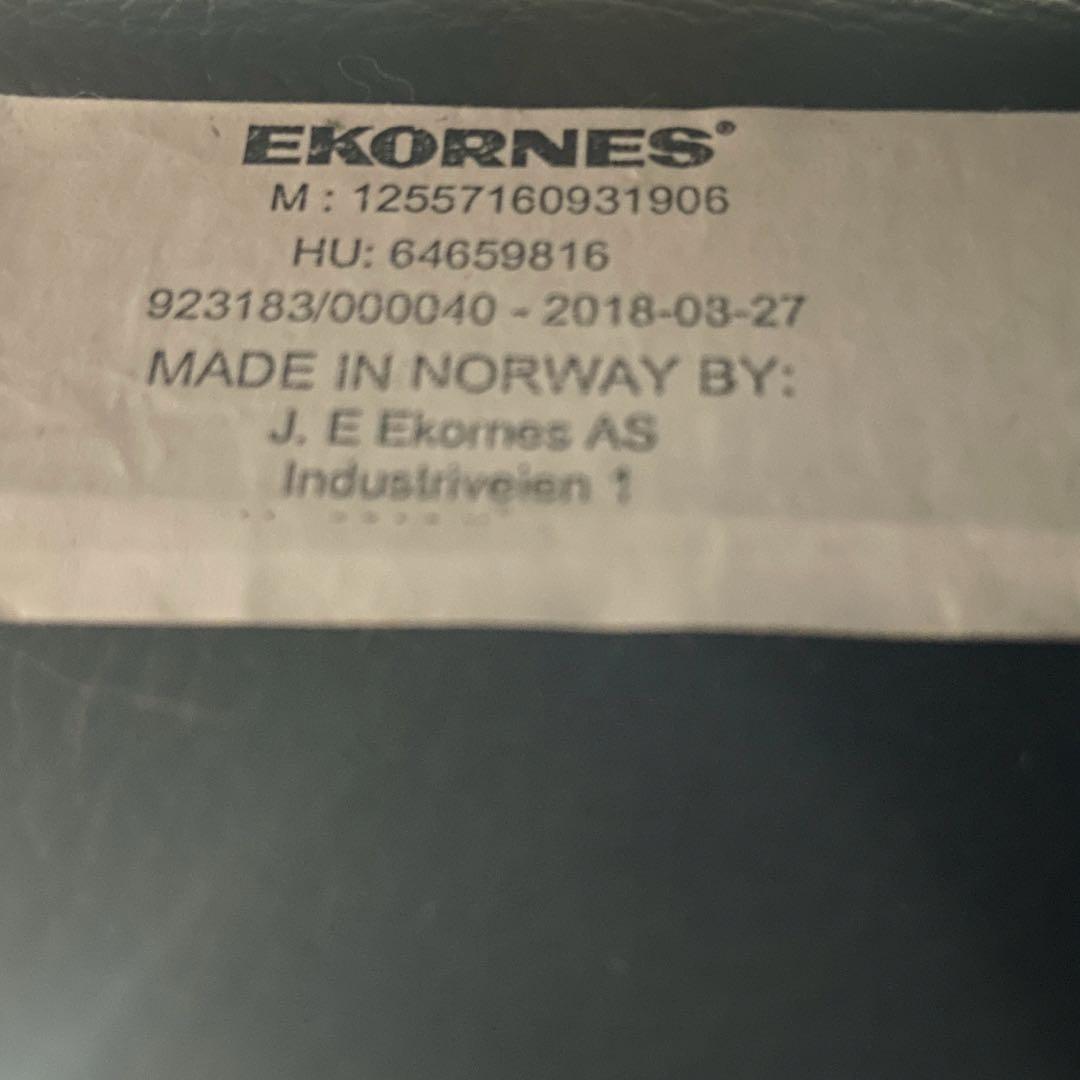 EKORNES®
M : 12557160931906
HU: 64659816
923183/000040 - 2018-03-27
MADE IN NORWAY BY:
J. E Ekornes AS
Industriveien 1